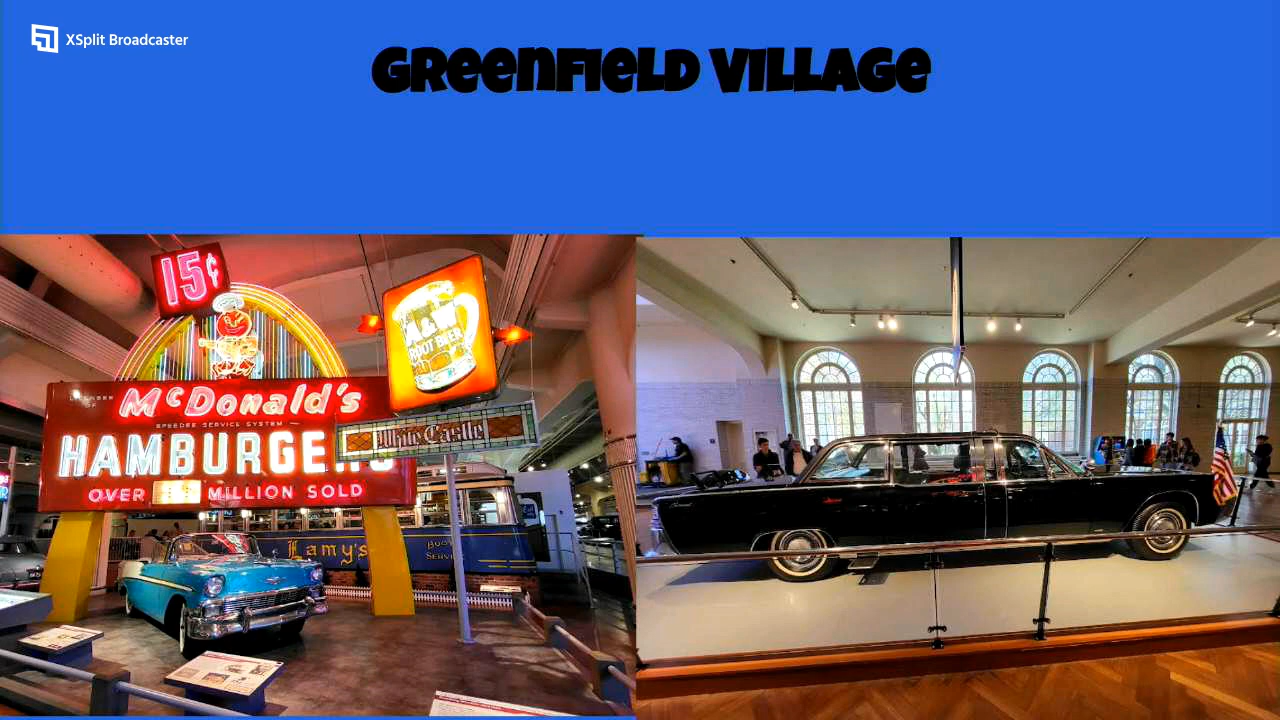 XSplit Broadcaster
GREENFIELD VILLAGE
15¢
McDonald's
SPEEDEE SERVICE SYSTEM
HAMBURGERS
OVER
MILLION SOLD
A&W
ROOT BEER
White Castle
Lamy's